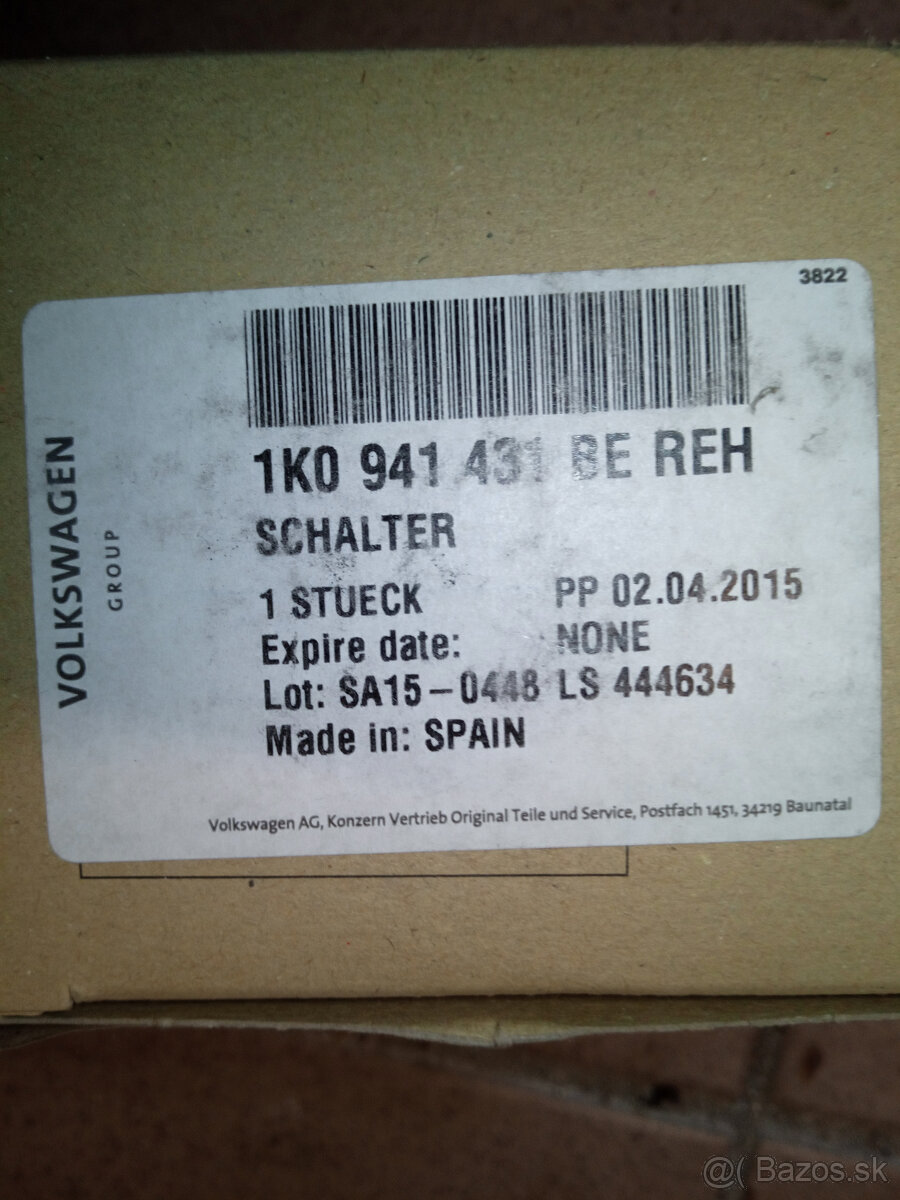 3822
VOLKSWAGEN
GROUP
1K0 941 431 BE REH
SCHALTER
1 STUECK PP 02.04.2015
Expire date: NONE
Lot: SA15-0448 LS 444634
Made in: SPAIN
Volkswagen AG, Konzern Vertrieb Original Teile und Service, Postfach 1451, 34219 Baunatal
@( Bazos.sk